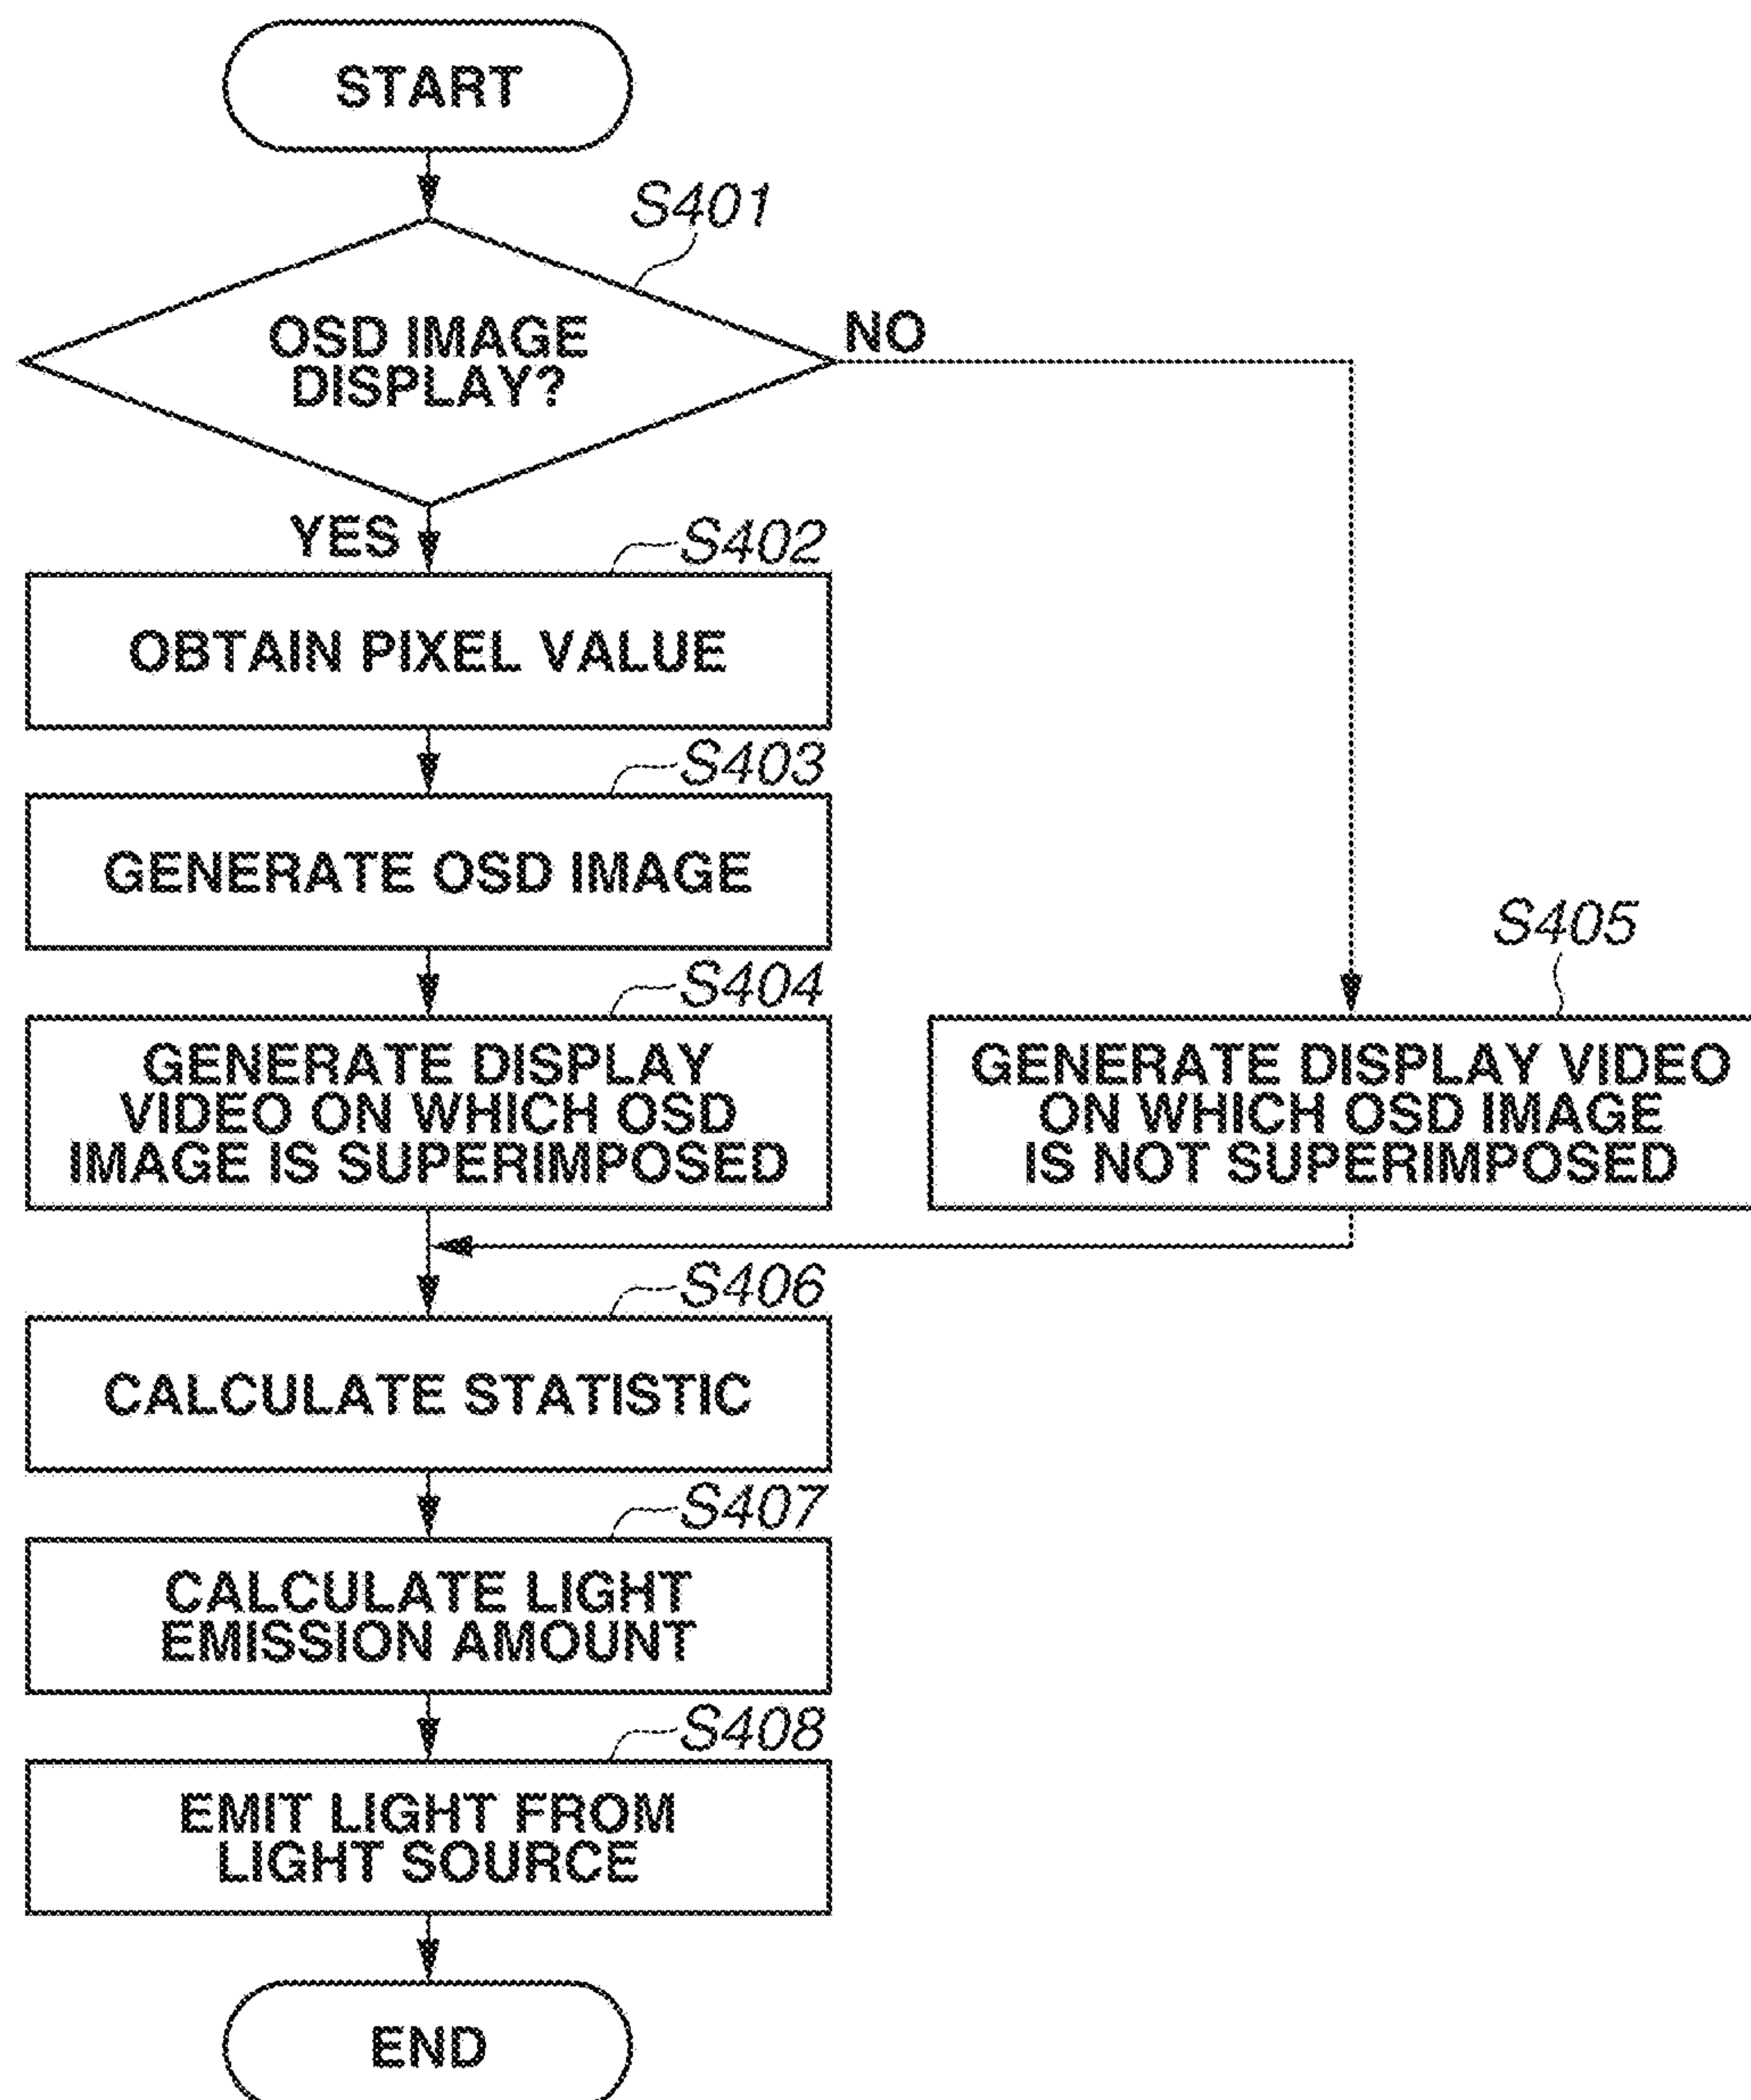 START
S401
OSD IMAGE
DISPLAY?
NO
YES
S402
OBTAIN PIXEL VALUE
S403
GENERATE OSD IMAGE
S404
GENERATE DISPLAY
VIDEO ON WHICH OSD
IMAGE IS SUPERIMPOSED
S405
GENERATE DISPLAY VIDEO
ON WHICH OSD IMAGE
IS NOT SUPERIMPOSED
S406
CALCULATE STATISTIC
S407
CALCULATE LIGHT
EMISSION AMOUNT
S408
EMIT LIGHT FROM
LIGHT SOURCE
END